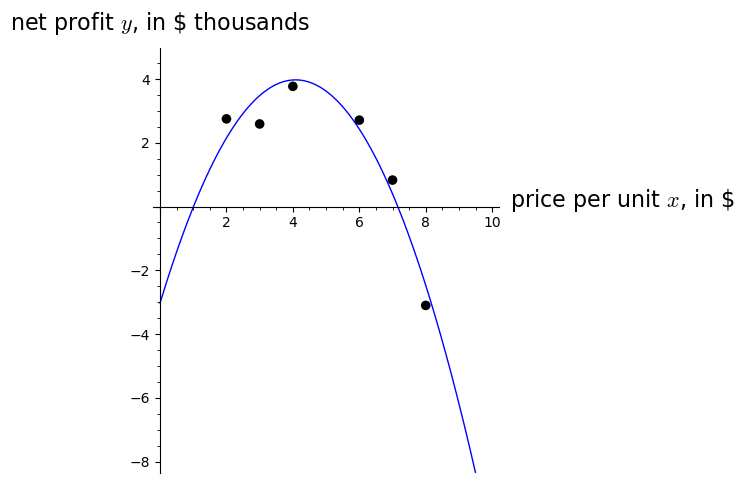 net profit y, in $ thousands
4
2
price per unit x, in $
2 4 6 8 10
−2
−4
−6
−8